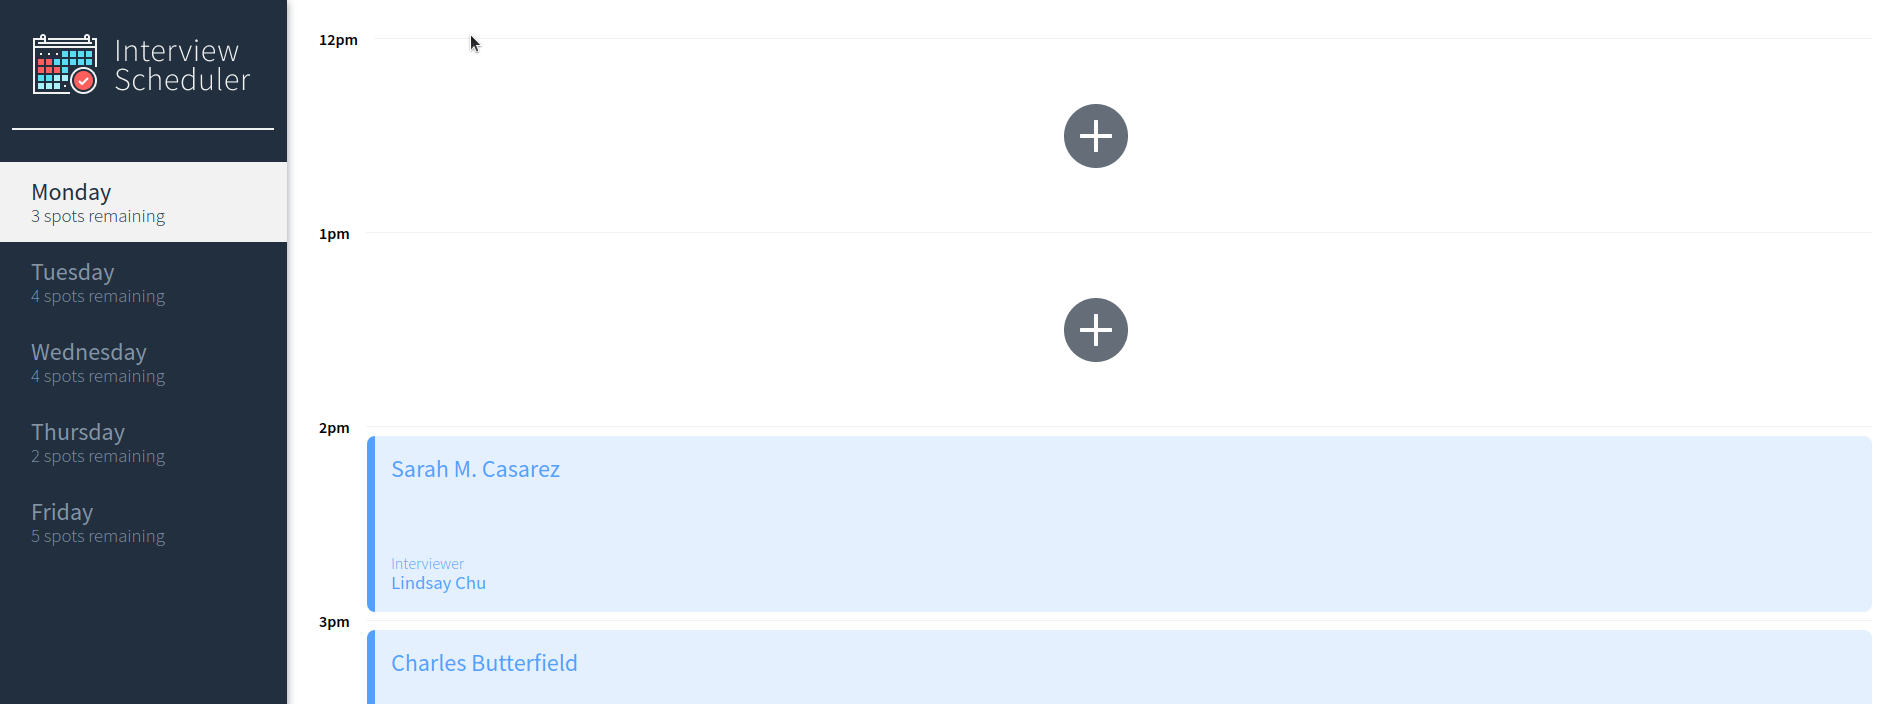 Interview
Scheduler
Monday
3 spots remaining
Tuesday
4 spots remaining
Wednesday
4 spots remaining
Thursday
2 spots remaining
Friday
5 spots remaining
12pm
1pm
2pm
Sarah M. Casarez
Interviewer
Lindsay Chu
3pm
Charles Butterfield